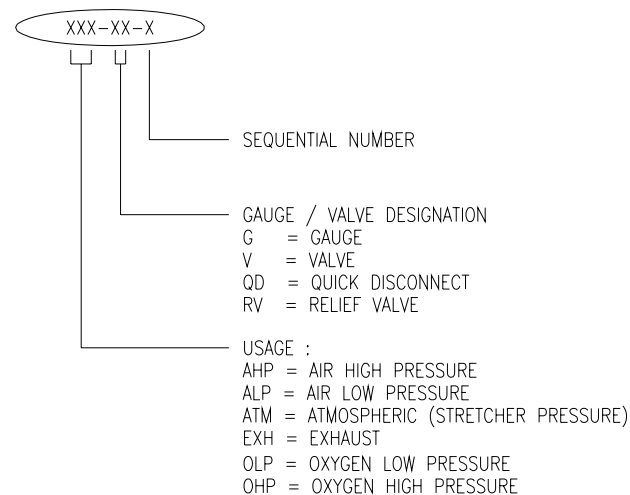 XXX-XX-X
SEQUENTIAL NUMBER
GAUGE / VALVE DESIGNATION
G = GAUGE
V = VALVE
QD = QUICK DISCONNECT
RV = RELIEF VALVE
USAGE :
AHP = AIR HIGH PRESSURE
ALP = AIR LOW PRESSURE
ATM = ATMOSPHERIC (STRETCHER PRESSURE)
EXH = EXHAUST
OLP = OXYGEN LOW PRESSURE
OHP = OXYGEN HIGH PRESSURE